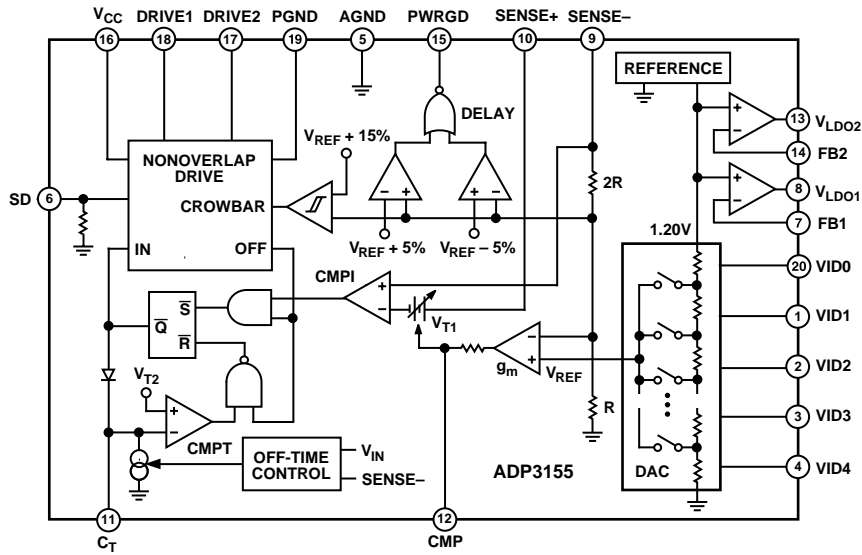 VCC DRIVE1 DRIVE2 PGND AGND PWRGD SENSE+ SENSE–
16 18 17 19 5 15 10 9
REFERENCE
DELAY
VREF + 15%
13 VLDO2
14 FB2
NONOVERLAP
DRIVE
SD 6
CROWBAR
2R
8 VLDO1
7 FB1
VREF + 5% VREF – 5%
1.20V
IN OFF
CMPI
20 VID0
S
Q
R
VT1
1 VID1
gm
VREF
VT2
2 VID2
R
3 VID3
CMPT
OFF-TIME
CONTROL
VIN
SENSE–
ADP3155
DAC
4 VID4
11
CT
12
CMP